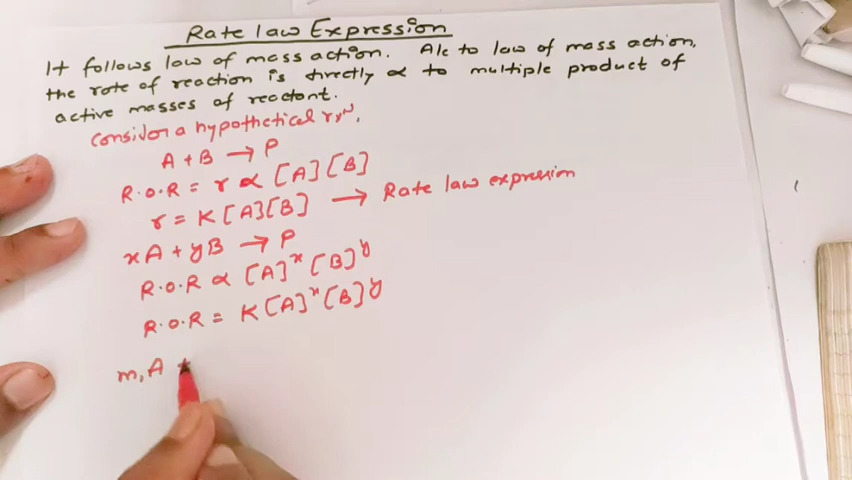 Rate law Expression
It follows law of mass action. A/c to law of mass action,
the rate of reaction is directly ∝ to multiple product of
active masses of reactant.
Consider a hypothetical rxⁿ,
A + B → P
R.O.R = r ∝ [A][B]
r = K[A][B] → Rate law expression
xA + yB → P
R.O.R ∝ [A]ˣ[B]ʸ
R.O.R = K[A]ˣ[B]ʸ
m₁A